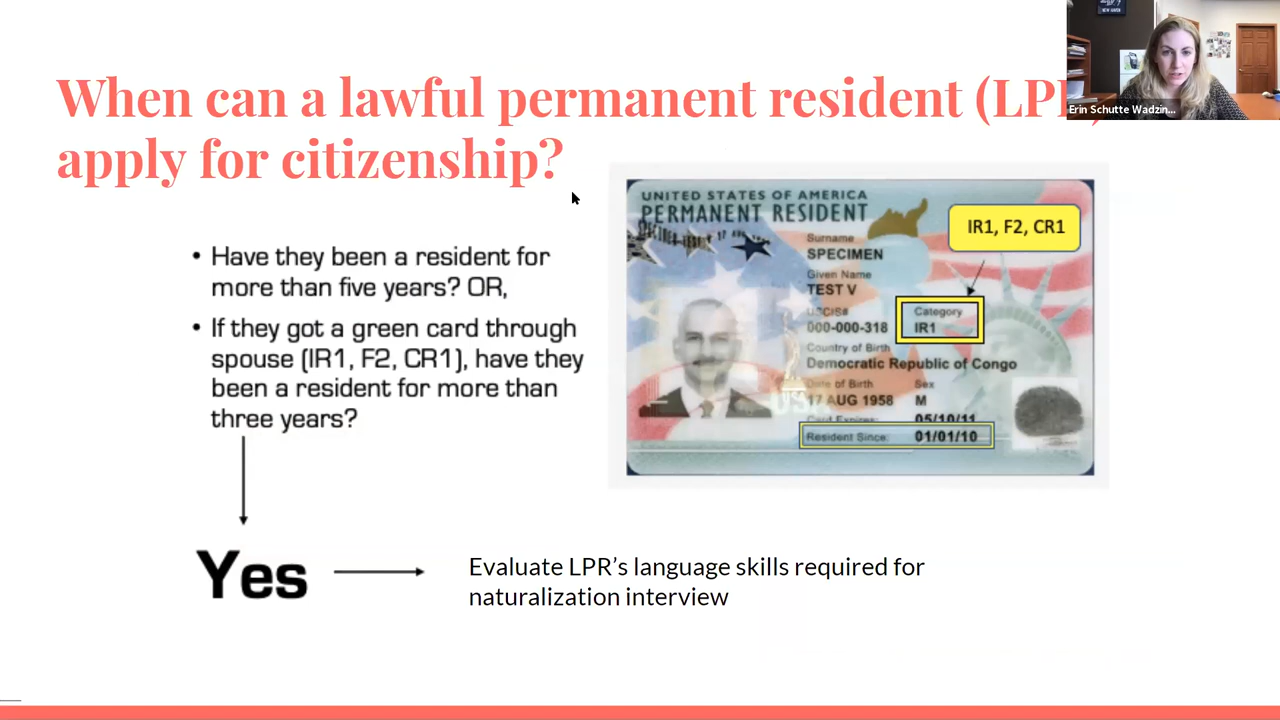 When can a lawful permanent resident (LP
apply for citizenship?
Erin Schutte Wadzin...
• Have they been a resident for
more than five years? OR,
• If they got a green card through
spouse (IR1, F2, CR1), have they
been a resident for more than
three years?
UNITED STATES OF AMERICA
PERMANENT RESIDENT
IR1, F2, CR1
Surname
SPECIMEN
Given Name
TEST V
USCIS# Category
000-000-318 IR1
Country of Birth
Democratic Republic of Congo
Date of Birth Sex
17 AUG 1958 M
Card Expires: 05/10/11
Resident Since: 01/01/10
Yes
Evaluate LPR’s language skills required for
naturalization interview